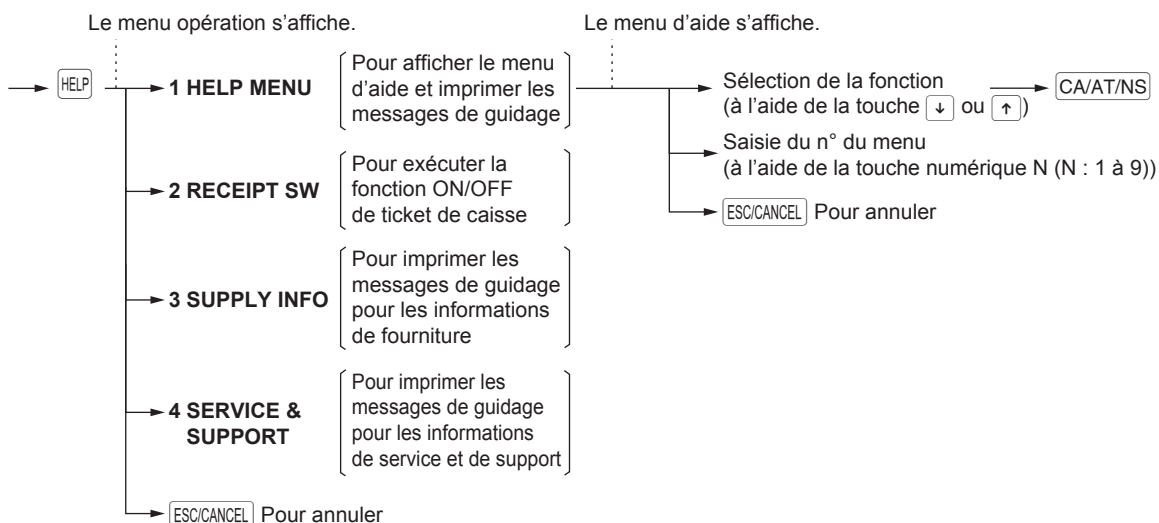 Le menu opération s’affiche.
Le menu d’aide s’affiche.
HELP
1 HELP MENU
Pour afficher le menu
d’aide et imprimer les
messages de guidage
Sélection de la fonction
(à l’aide de la touche ↓ ou ↑)
CA/AT/NS
Saisie du n° du menu
(à l’aide de la touche numérique N (N : 1 à 9))
ESC/CANCEL Pour annuler
2 RECEIPT SW
Pour exécuter la
fonction ON/OFF
de ticket de caisse
3 SUPPLY INFO
Pour imprimer les
messages de guidage
pour les informations
de fourniture
4 SERVICE &
SUPPORT
Pour imprimer les
messages de guidage
pour les informations
de service et de support
ESC/CANCEL Pour annuler